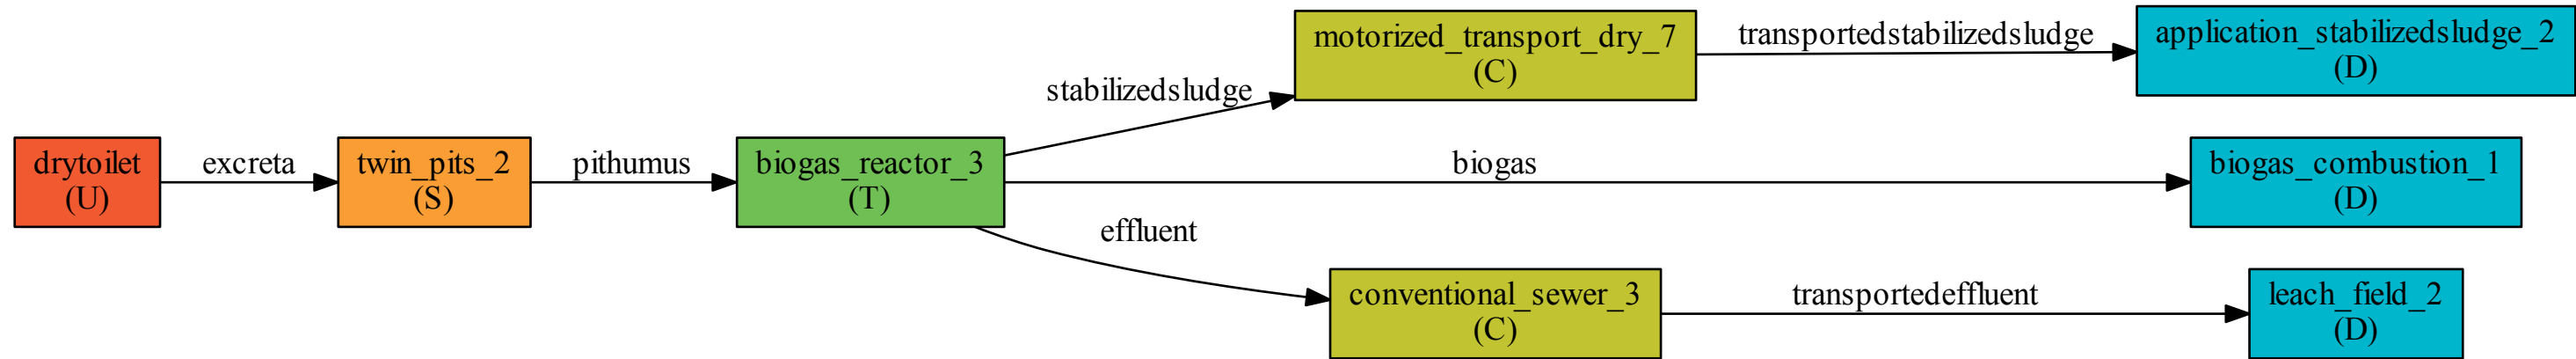 drytoilet
(U)
excreta
twin_pits_2
(S)
pithumus
biogas_reactor_3
(T)
stabilizedsludge
motorized_transport_dry_7
(C)
transportedstabilizedsludge
application_stabilizedsludge_2
(D)
biogas
biogas_combustion_1
(D)
effluent
conventional_sewer_3
(C)
transportedeffluent
leach_field_2
(D)